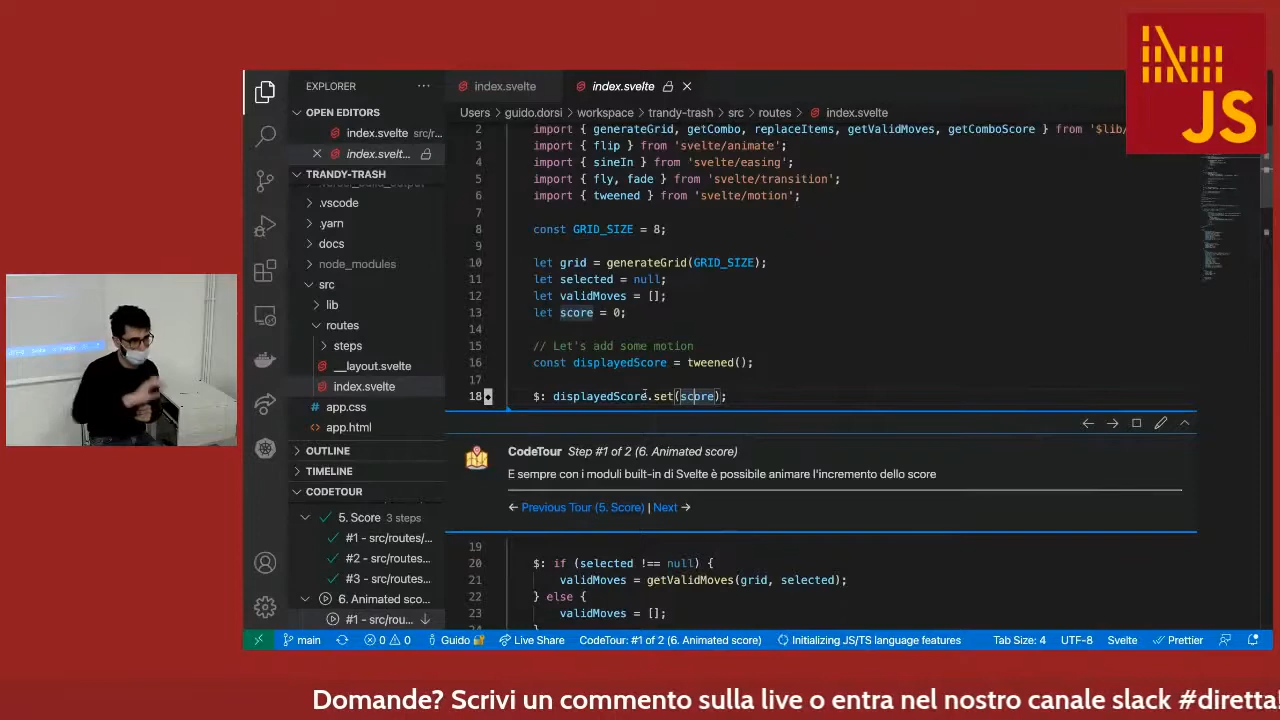 JS
EXPLORER
index.svelte
index.svelte
OPEN EDITORS
Users > guido.dorsi > workspace > trandy-trash > src > routes > index.svelte
index.svelte src/r...
index.svelt...
TRANDY-TRASH
.vscode
.yarn
docs
node_modules
src
lib
routes
steps
__layout.svelte
index.svelte
app.css
app.html
OUTLINE
TIMELINE
CODETOUR
5. Score 3 steps
#1 - src/routes/...
#2 - src/routes...
#3 - src/routes...
6. Animated sco...
#1 - src/rou...
2 import { generateGrid, getCombo, replaceItems, getValidMoves, getComboScore } from '$lib/
3 import { flip } from 'svelte/animate';
4 import { sineIn } from 'svelte/easing';
5 import { fly, fade } from 'svelte/transition';
6 import { tweened } from 'svelte/motion';
7
8 const GRID_SIZE = 8;
9
10 let grid = generateGrid(GRID_SIZE);
11 let selected = null;
12 let validMoves = [];
13 let score = 0;
14
15 // Let's add some motion
16 const displayedScore = tweened();
17
18 $: displayedScore.set(score);
CodeTour Step #1 of 2 (6. Animated score)
E sempre con i moduli built-in di Svelte è possibile animare l'incremento dello score
← Previous Tour (5. Score) | Next →
19
20 $: if (selected !== null) {
21 validMoves = getValidMoves(grid, selected);
22 } else {
23 validMoves = [];
main 0 0 Guido Live Share CodeTour: #1 of 2 (6. Animated score) Initializing JS/TS language features Tab Size: 4 UTF-8 Svelte Prettier
Domande? Scrivi un commento sulla live o entra nel nostro canale slack #diretta!